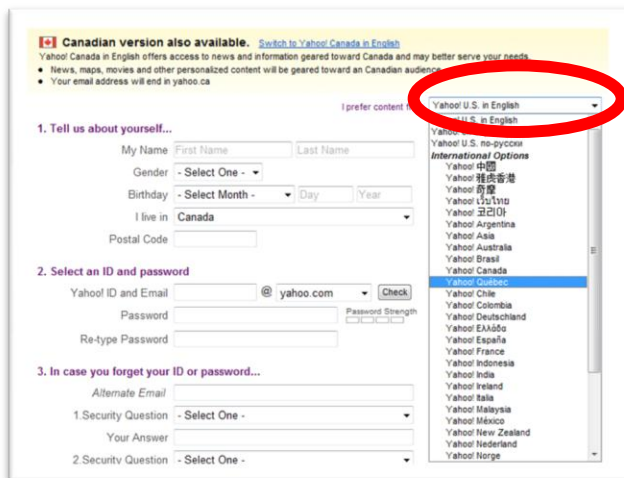 Canadian version also available. Switch to Yahoo! Canada in English
Yahoo! Canada in English offers access to news and information geared toward Canada and may better serve your needs.
• News, maps, movies and other personalized content will be geared toward an Canadian audience
• Your email address will end in yahoo.ca
I prefer content f
Yahoo! U.S. in English
Yahoo! U.S. in English
Yahoo! U.S. по-русски
International Options
Yahoo! 中國
Yahoo! 雅虎香港
Yahoo! 奇摩
Yahoo! เว็บไทย
Yahoo! 코리아
Yahoo! Argentina
Yahoo! Asia
Yahoo! Australia
Yahoo! Brasil
Yahoo! Canada
Yahoo! Québec
Yahoo! Chile
Yahoo! Colombia
Yahoo! Deutschland
Yahoo! Ελλάδα
Yahoo! España
Yahoo! France
Yahoo! Indonesia
Yahoo! India
Yahoo! Ireland
Yahoo! Italia
Yahoo! Malaysia
Yahoo! México
Yahoo! New Zealand
Yahoo! Nederland
Yahoo! Norge
1. Tell us about yourself...
My Name First Name Last Name
Gender - Select One -
Birthday - Select Month - Day Year
I live in Canada
Postal Code
2. Select an ID and password
Yahoo! ID and Email @ yahoo.com Check
Password Password Strength
Re-type Password
3. In case you forget your ID or password...
Alternate Email
1.Security Question - Select One -
Your Answer
2.Security Question - Select One -